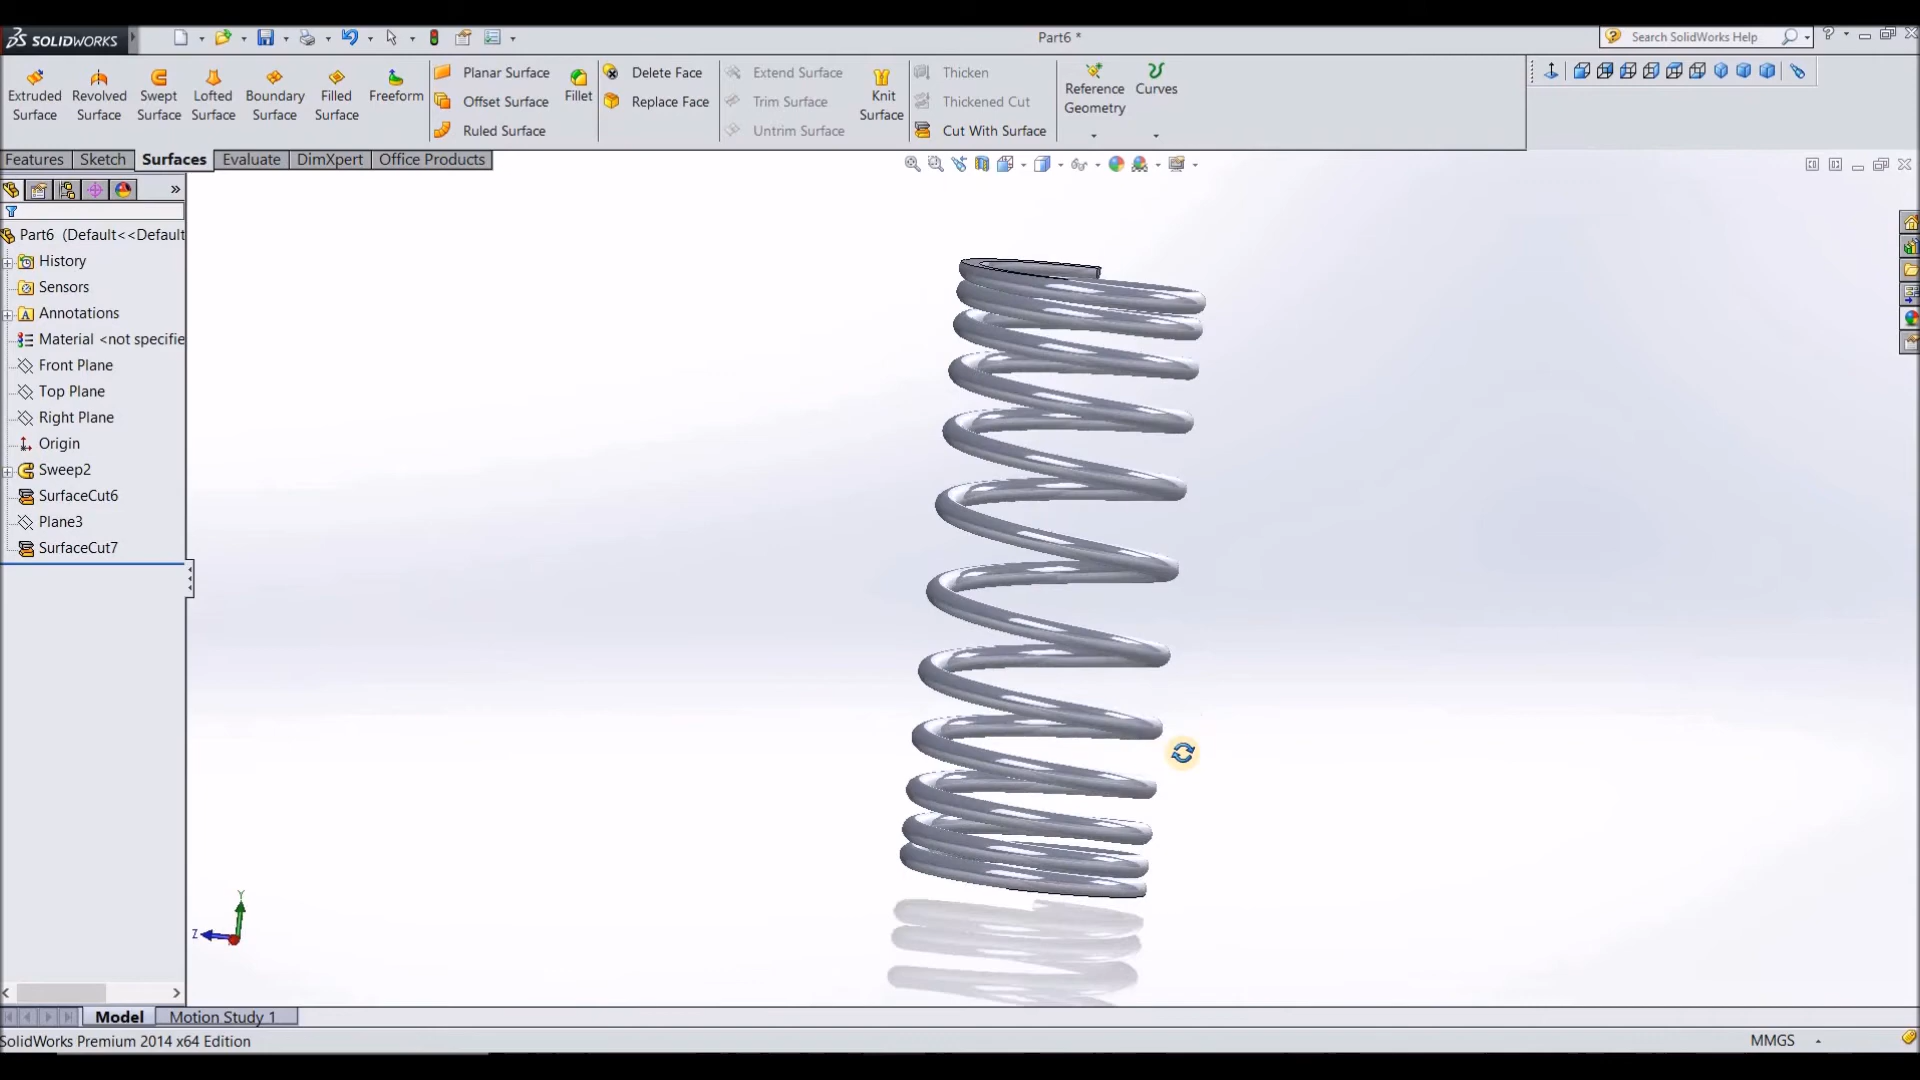 SOLIDWORKS
Part6 *
Search SolidWorks Help
Extruded Surface
Revolved Surface
Swept Surface
Lofted Surface
Boundary Surface
Filled Surface
Freeform
Planar Surface
Offset Surface
Ruled Surface
Fillet
Delete Face
Replace Face
Extend Surface
Trim Surface
Untrim Surface
Knit Surface
Thicken
Thickened Cut
Cut With Surface
Reference Geometry
Curves
Features Sketch Surfaces Evaluate DimXpert Office Products
Part6 (Default<<Default
History
Sensors
Annotations
Material <not specifie
Front Plane
Top Plane
Right Plane
Origin
Sweep2
SurfaceCut6
Plane3
SurfaceCut7
Y
Z
Model Motion Study 1
SolidWorks Premium 2014 x64 Edition
MMGS